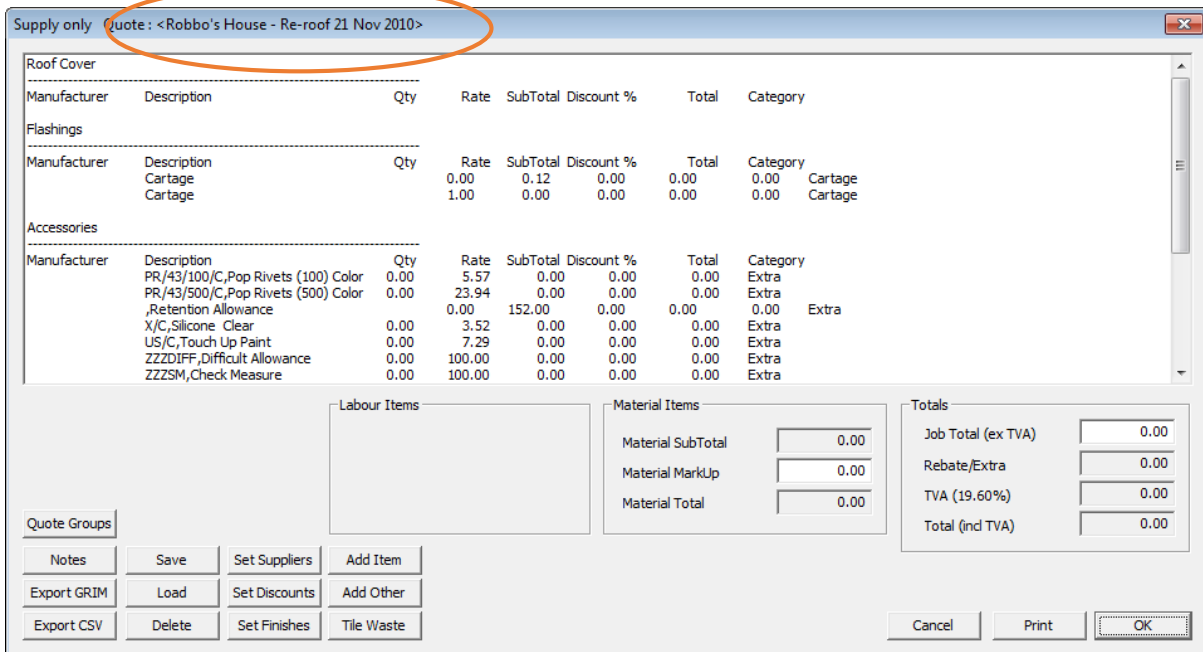 Supply only Quote : <Robbo's House - Re-roof 21 Nov 2010>
Roof Cover
Manufacturer Description Qty Rate SubTotal Discount % Total Category
Flashings
Manufacturer Description Qty Rate SubTotal Discount % Total Category
Cartage 0.00 0.12 0.00 0.00 0.00 Cartage
Cartage 1.00 0.00 0.00 0.00 0.00 Cartage
Accessories
Manufacturer Description Qty Rate SubTotal Discount % Total Category
PR/43/100/C,Pop Rivets (100) Color 0.00 5.57 0.00 0.00 0.00 Extra
PR/43/500/C,Pop Rivets (500) Color 0.00 23.94 0.00 0.00 0.00 Extra
,Retention Allowance 0.00 0.00 152.00 0.00 0.00 0.00 Extra
X/C,Silicone Clear 0.00 3.52 0.00 0.00 0.00 Extra
US/C,Touch Up Paint 0.00 7.29 0.00 0.00 0.00 Extra
ZZZDIFF,Difficult Allowance 0.00 100.00 0.00 0.00 0.00 Extra
ZZZSM,Check Measure 0.00 100.00 0.00 0.00 0.00 Extra
Labour Items
Material Items
Material SubTotal 0.00
Material MarkUp 0.00
Material Total 0.00
Totals
Job Total (ex TVA) 0.00
Rebate/Extra 0.00
TVA (19.60%) 0.00
Total (incl TVA) 0.00
Quote Groups
Notes Save Set Suppliers Add Item
Export GRIM Load Set Discounts Add Other
Export CSV Delete Set Finishes Tile Waste
Cancel Print OK